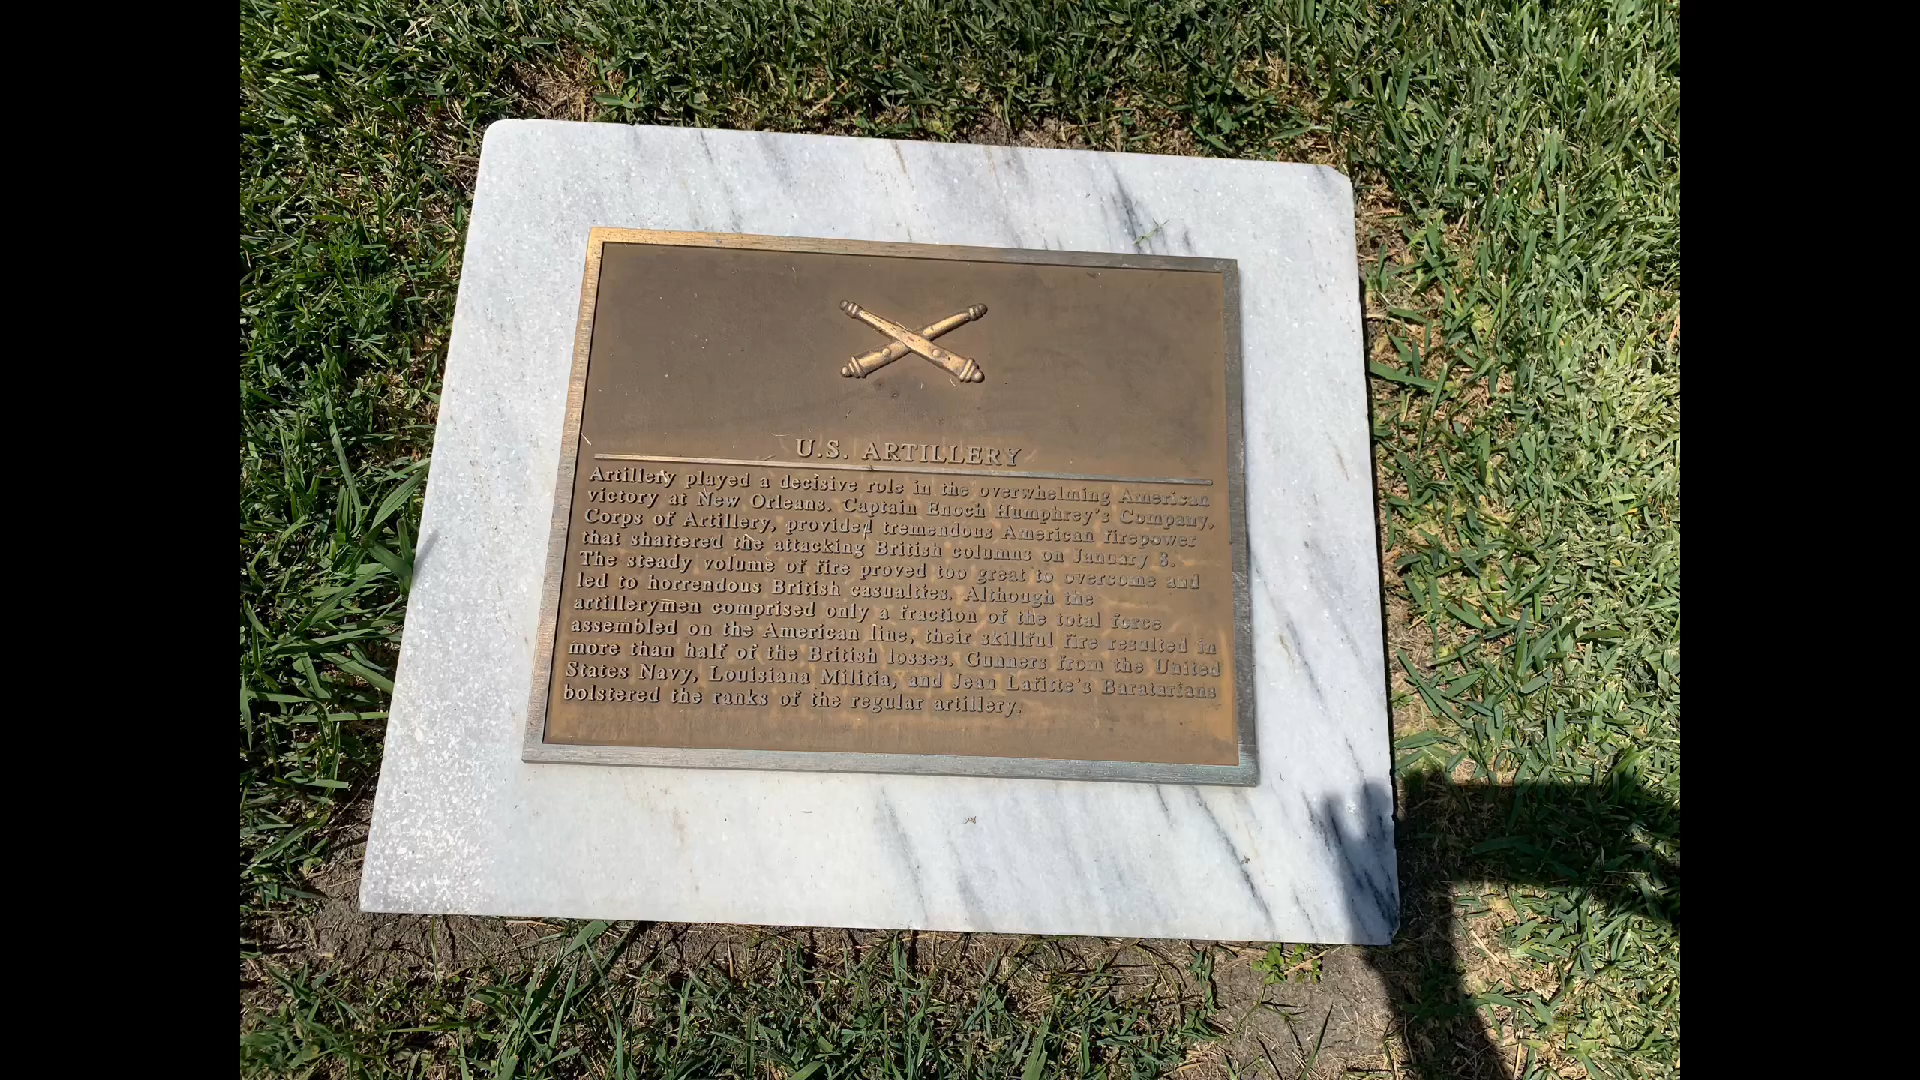 U.S. ARTILLERY
Artillery played a decisive role in the overwhelming American
victory at New Orleans. Captain Enoch Humphrey's Company,
Corps of Artillery, provided tremendous American firepower
that shattered the attacking British columns on January 8.
The steady volume of fire proved too great to overcome and
led to horrendous British casualties. Although the
artillerymen comprised only a fraction of the total force
assembled on the American line, their skillful fire resulted in
more than half of the British losses. Gunners from the United
States Navy, Louisiana Militia, and Jean Lafitte's Baratarians
bolstered the ranks of the regular artillery.